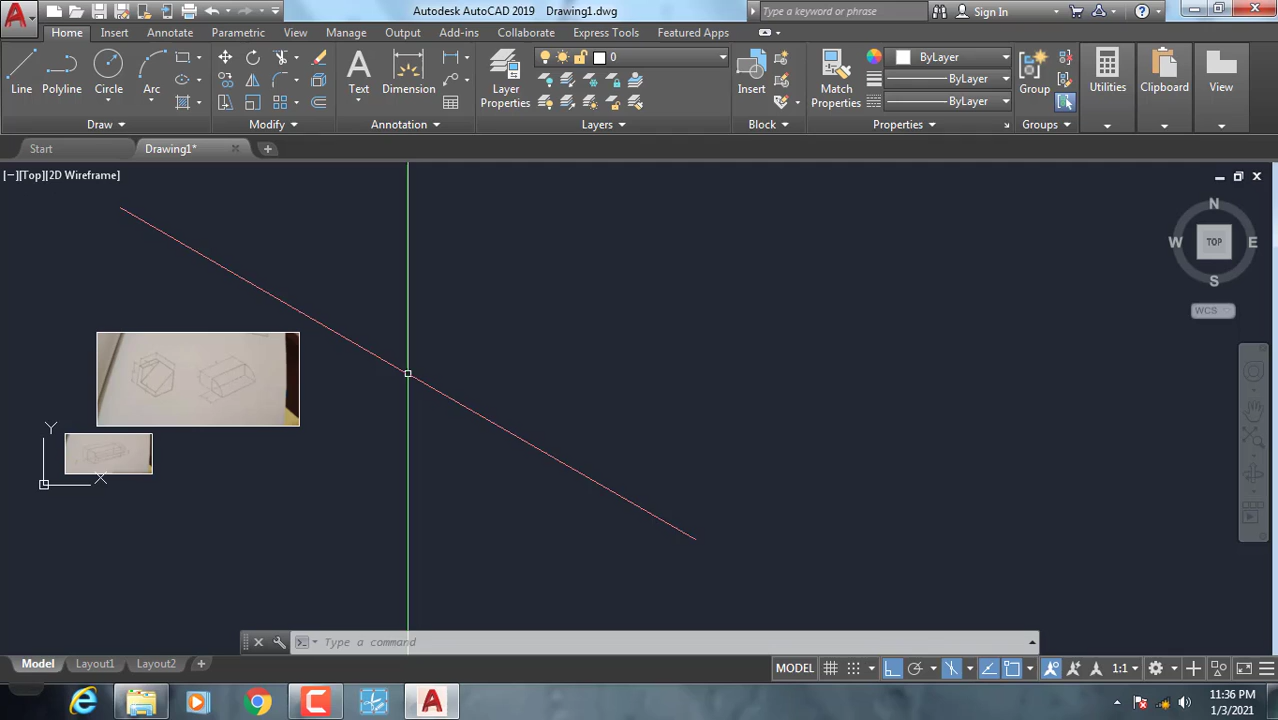 Autodesk AutoCAD 2019 Drawing1.dwg
Type a keyword or phrase
Sign In
Home Insert Annotate Parametric View Manage Output Add-ins Collaborate Express Tools Featured Apps
0
ByLayer
ByLayer
ByLayer
Line Polyline Circle Arc
Text Dimension
Layer Properties
Insert
Match Properties
Group
Utilities Clipboard View
Draw Modify Annotation Layers Block Properties Groups
Start Drawing1*
[−][Top][2D Wireframe]
N
W TOP E
S
WCS
Y
X
Type a command
Model Layout1 Layout2
MODEL
1:1
11:36 PM
1/3/2021